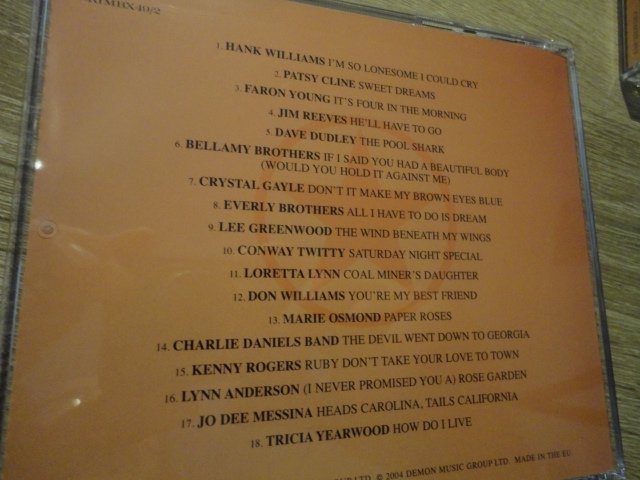 1. HANK WILLIAMS I'M SO LONESOME I COULD CRY
2. PATSY CLINE SWEET DREAMS
3. FARON YOUNG IT'S FOUR IN THE MORNING
4. JIM REEVES HE'LL HAVE TO GO
5. DAVE DUDLEY THE POOL SHARK
6. BELLAMY BROTHERS IF I SAID YOU HAD A BEAUTIFUL BODY
(WOULD YOU HOLD IT AGAINST ME)
7. CRYSTAL GAYLE DON'T IT MAKE MY BROWN EYES BLUE
8. EVERLY BROTHERS ALL I HAVE TO DO IS DREAM
9. LEE GREENWOOD THE WIND BENEATH MY WINGS
10. CONWAY TWITTY SATURDAY NIGHT SPECIAL
11. LORETTA LYNN COAL MINER'S DAUGHTER
12. DON WILLIAMS YOU'RE MY BEST FRIEND
13. MARIE OSMOND PAPER ROSES
14. CHARLIE DANIELS BAND THE DEVIL WENT DOWN TO GEORGIA
15. KENNY ROGERS RUBY DON'T TAKE YOUR LOVE TO TOWN
16. LYNN ANDERSON (I NEVER PROMISED YOU A) ROSE GARDEN
17. JO DEE MESSINA HEADS CAROLINA, TAILS CALIFORNIA
18. TRICIA YEARWOOD HOW DO I LIVE
LTD. © 2004 DEMON MUSIC GROUP LTD. MADE IN THE EU